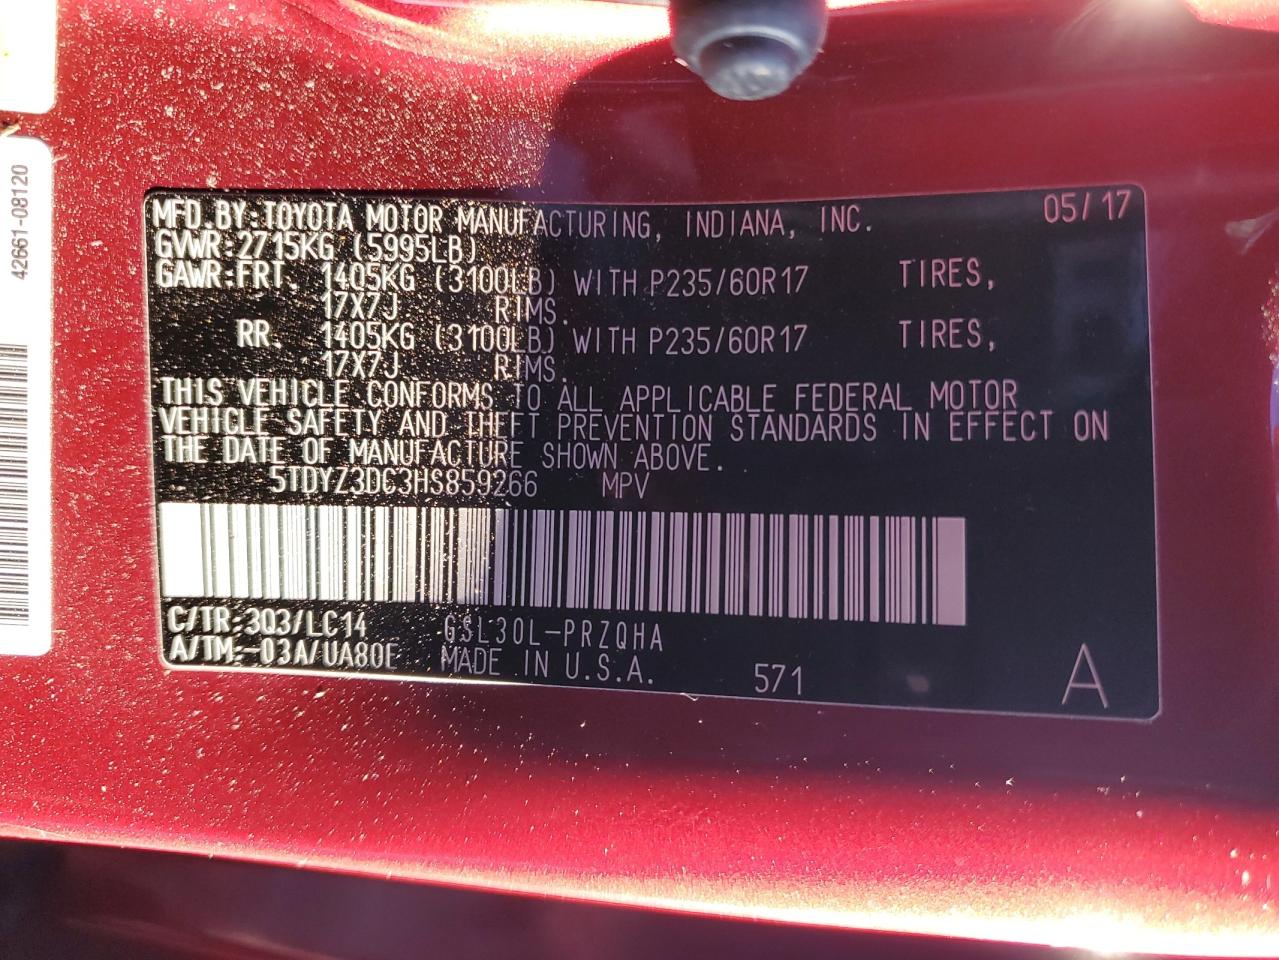 MFD.BY:TOYOTA MOTOR MANUFACTURING, INDIANA, INC. 05/17
GVWR:2715KG (5995LB)
GAWR:FRT. 1405KG (3100LB) WITH P235/60R17 TIRES,
17X7J RIMS.
RR. 1405KG (3100LB) WITH P235/60R17 TIRES,
17X7J RIMS.
THIS VEHICLE CONFORMS TO ALL APPLICABLE FEDERAL MOTOR
VEHICLE SAFETY AND THEFT PREVENTION STANDARDS IN EFFECT ON
THE DATE OF MANUFACTURE SHOWN ABOVE.
5TDYZ3DC3HS859266 MPV
C/TR:3Q3/LC14 GSL30L-PRZQHA
A/TM:-03A/UA80E MADE IN U.S.A. 571 A
42661-08120